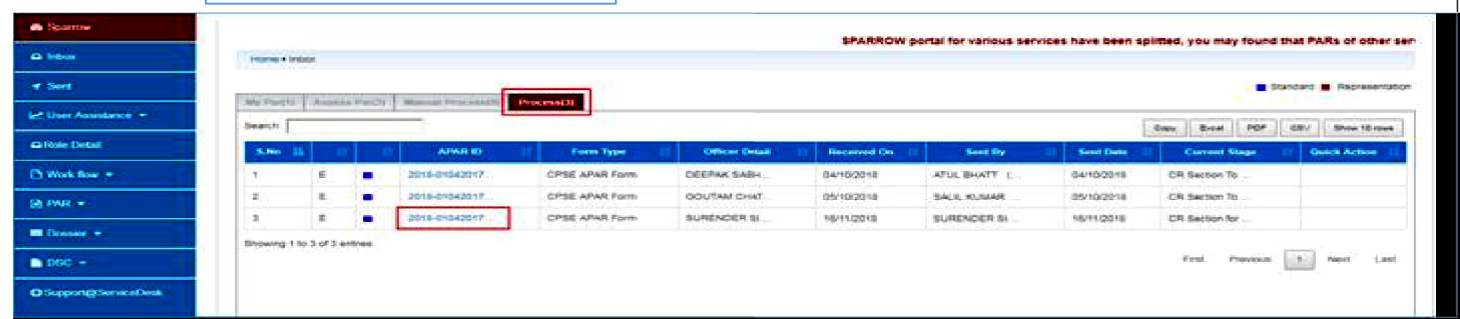 Sparrow
Inbox
Sent
User Assistance
Role Detail
Work flow
PAR
Dossier
DSC
Support@ServiceDesk
SPARROW portal for various services have been splitted, you may found that PARs of other ser
Home Inbox
Standard Representation
My Par(1) Process(3)
Search:
Copy Excel PDF CSV Show 10 rows
S.No APAR ID Form Type Officer Detail Received On Sent By Sent Date Current Stage Quick Action
1 E 2018-01042017... CPSE APAR Form DEEPAK SABH... 04/10/2018 ATUL BHATT (... 04/10/2018 CR Section To ...
2 E 2018-01042017... CPSE APAR Form GOUTAM CHAT... 05/10/2018 SALIL KUMAR ... 05/10/2018 CR Section To ...
3 E 2018-01042017... CPSE APAR Form SURENDER SI... 16/11/2018 SURENDER SI... 16/11/2018 CR Section for ...
Showing 1 to 3 of 3 entries
First Previous 1 Next Last